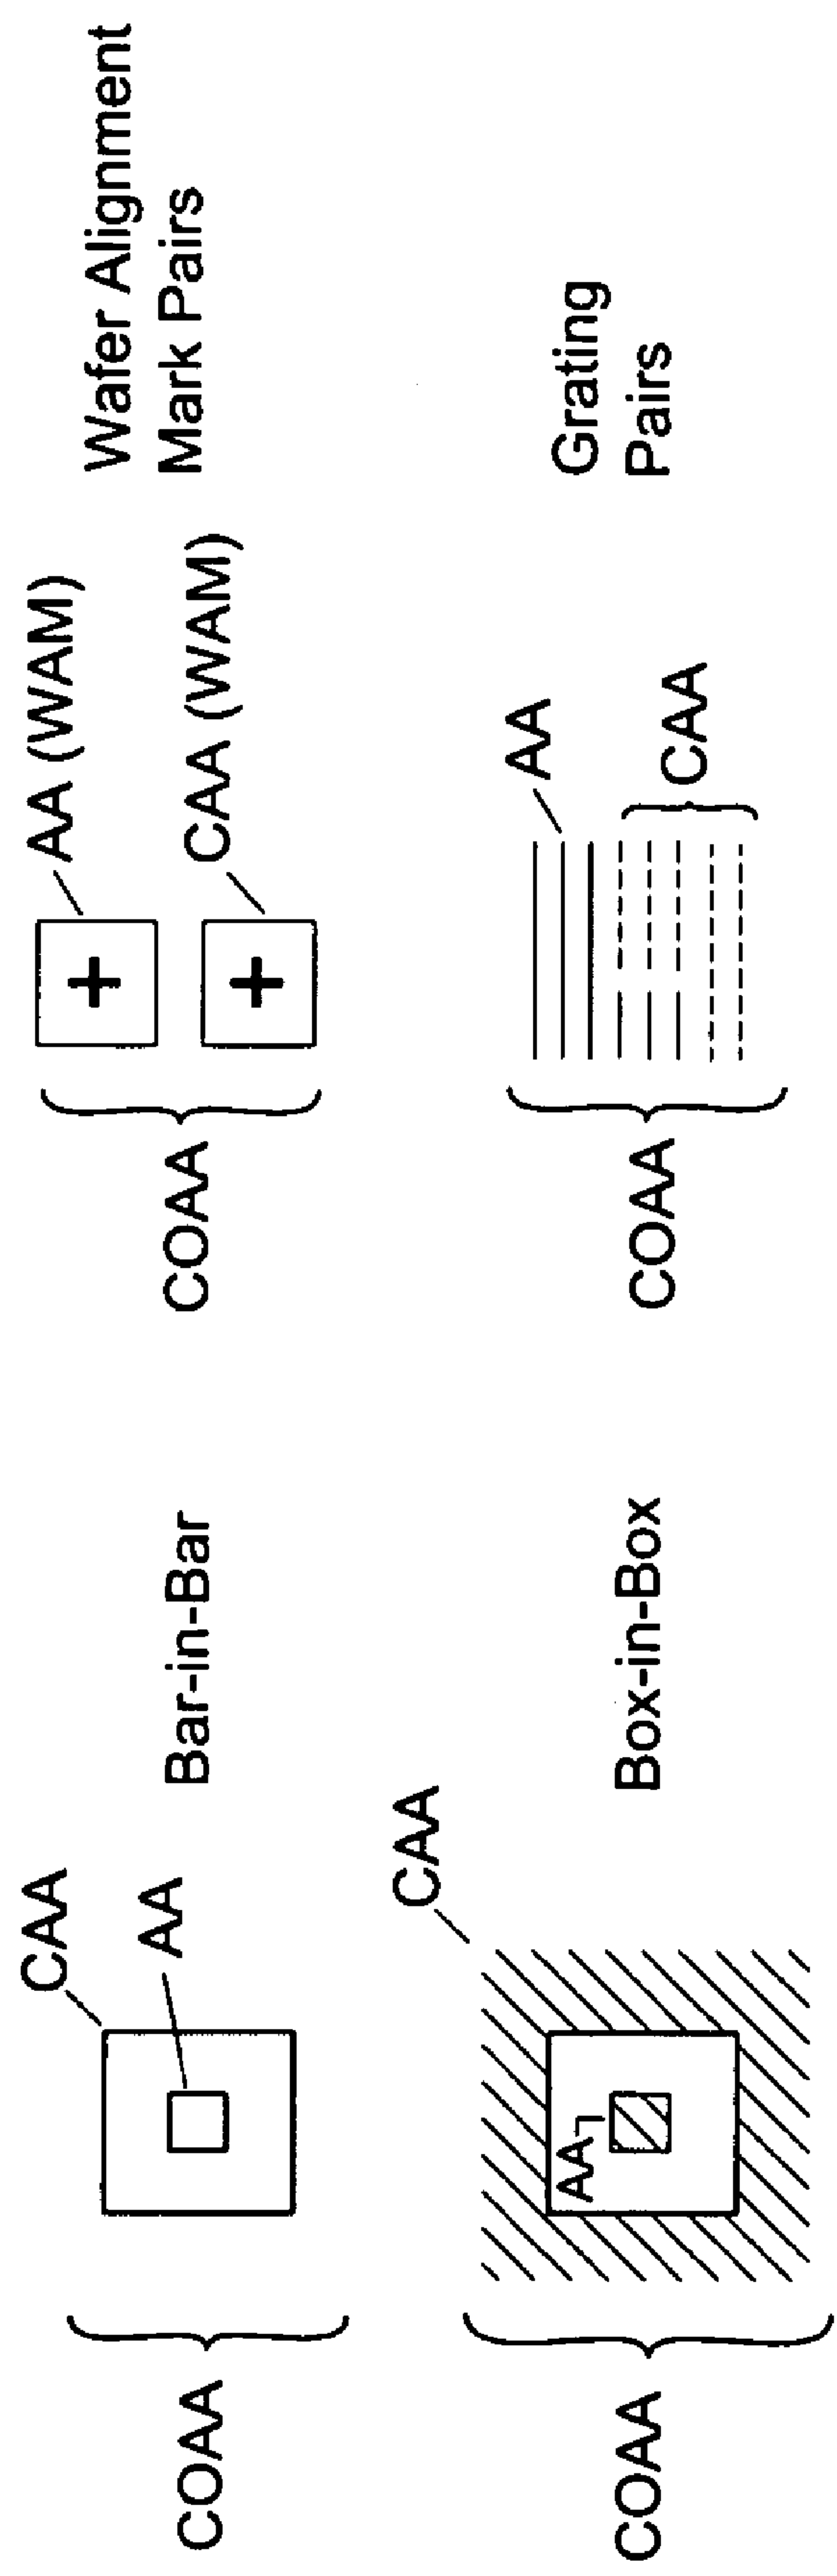 COAA
CAA
AA
Bar-in-Bar
COAA
AA (WAM)
CAA (WAM)
Wafer Alignment
Mark Pairs
COAA
CAA
AA
Box-in-Box
COAA
AA
CAA
Grating
Pairs